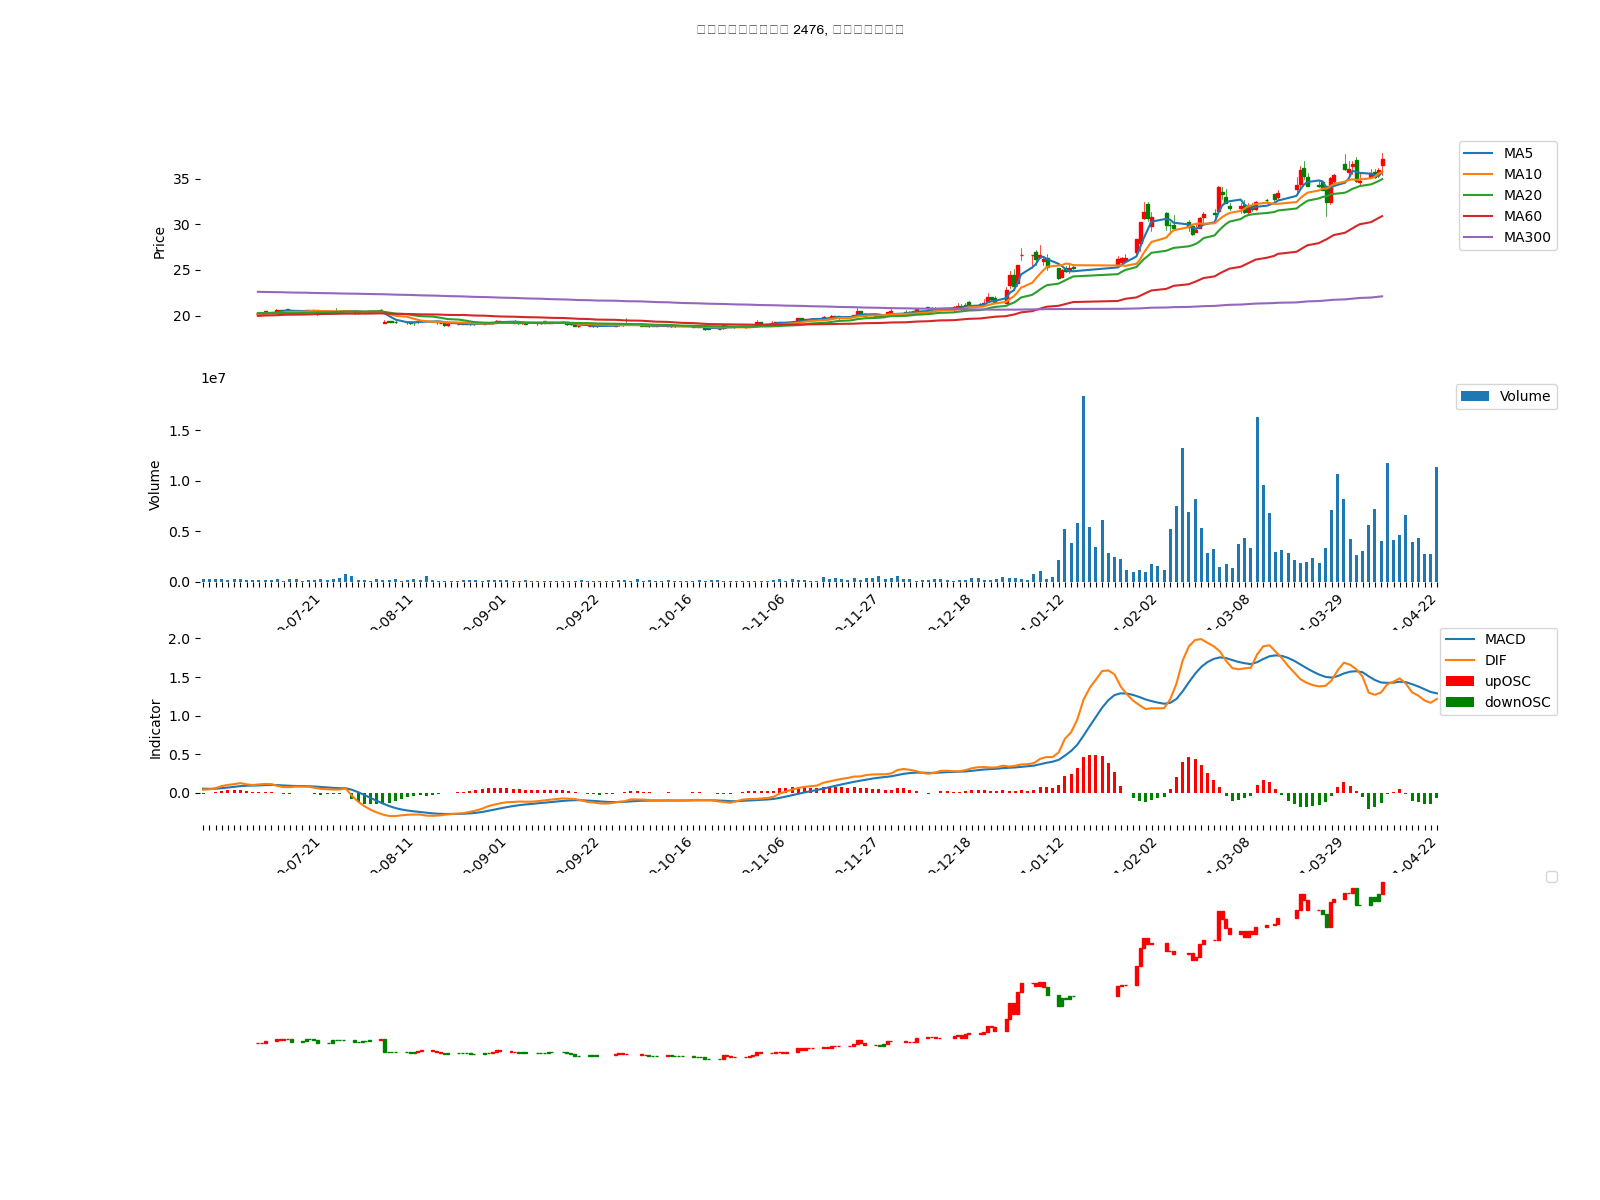 2476,
MA5
MA10
MA20
MA60
MA300
Price
35
30
25
20
1e7
Volume
Volume
1.5
1.0
0.5
0.0
-07-21
-08-11
-09-01
-09-22
-10-16
-11-06
-11-27
-12-18
-01-12
-02-02
-03-08
-03-29
-04-22
MACD
DIF
upOSC
downOSC
Indicator
2.0
1.5
1.0
0.5
0.0
-07-21
-08-11
-09-01
-09-22
-10-16
-11-06
-11-27
-12-18
-01-12
-02-02
-03-08
-03-29
-04-22